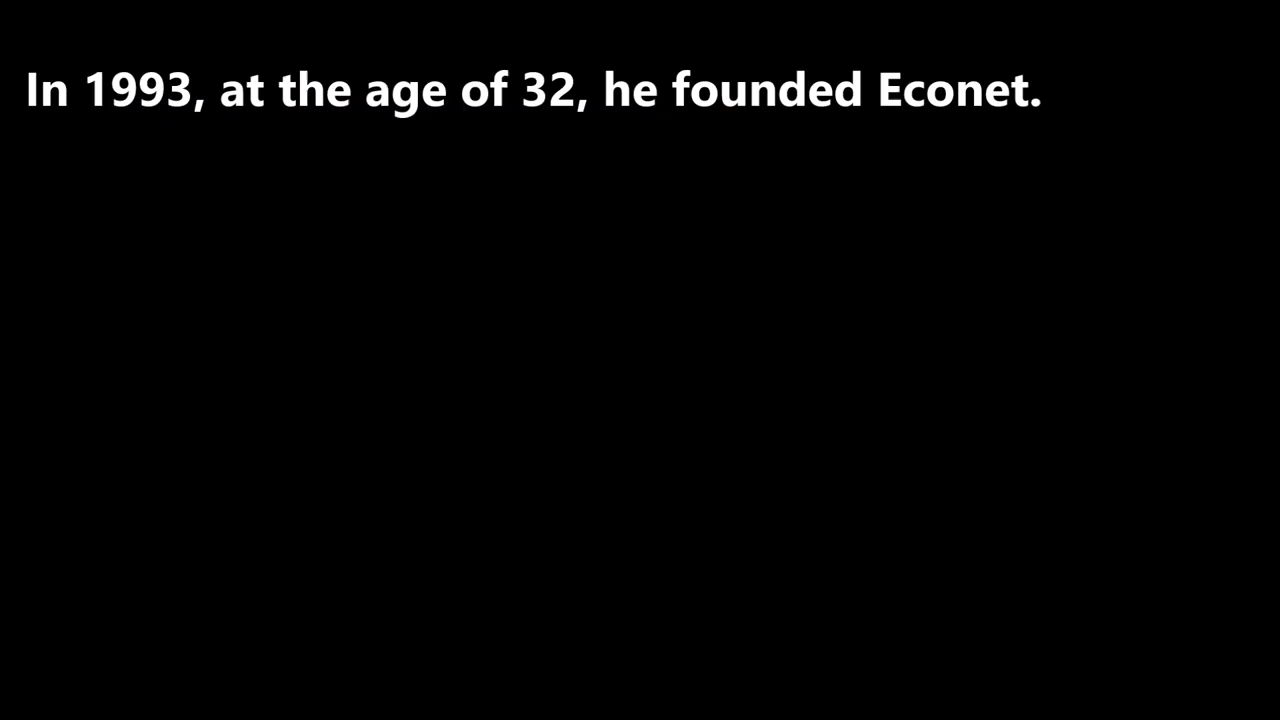 In 1993, at the age of 32, he founded Econet.